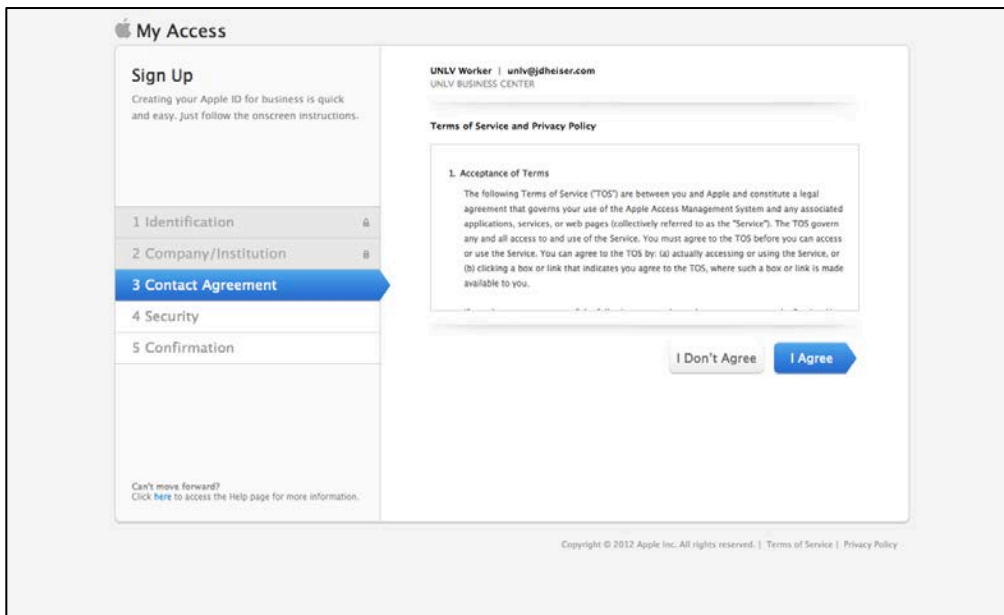 My Access
Sign Up
Creating your Apple ID for business is quick
and easy. Just follow the onscreen instructions.
1 Identification
2 Company/Institution
3 Contact Agreement
4 Security
5 Confirmation
Can't move forward?
Click here to access the Help page for more information.
UNLV Worker | unlv@jdheiser.com
UNLV BUSINESS CENTER
Terms of Service and Privacy Policy
1. Acceptance of Terms
The following Terms of Service ("TOS") are between you and Apple and constitute a legal
agreement that governs your use of the Apple Access Management System and any associated
applications, services, or web pages (collectively referred to as the "Service"). The TOS govern
any and all access to and use of the Service. You must agree to the TOS before you can access
or use the Service. You can agree to the TOS by: (a) actually accessing or using the Service, or
(b) clicking a box or link that indicates you agree to the TOS, where such a box or link is made
available to you.
I Don't Agree
I Agree
Copyright © 2012 Apple Inc. All rights reserved. | Terms of Service | Privacy Policy